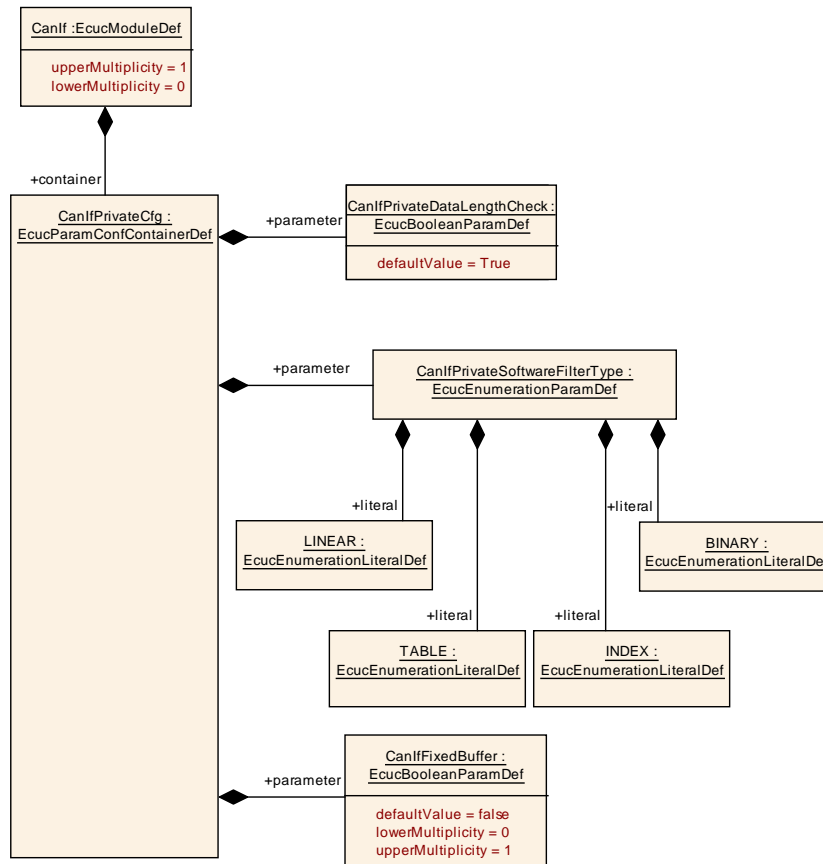 CanIf :EcucModuleDef
upperMultiplicity = 1
lowerMultiplicity = 0
+container
CanIfPrivateCfg :
EcucParamConfContainerDef
+parameter
CanIfPrivateDataLengthCheck :
EcucBooleanParamDef
defaultValue = True
+parameter
CanIfPrivateSoftwareFilterType :
EcucEnumerationParamDef
+literal
+literal
LINEAR :
EcucEnumerationLiteralDef
BINARY :
EcucEnumerationLiteralDef
+literal
+literal
TABLE :
EcucEnumerationLiteralDef
INDEX :
EcucEnumerationLiteralDef
+parameter
CanIfFixedBuffer :
EcucBooleanParamDef
defaultValue = false
lowerMultiplicity = 0
upperMultiplicity = 1